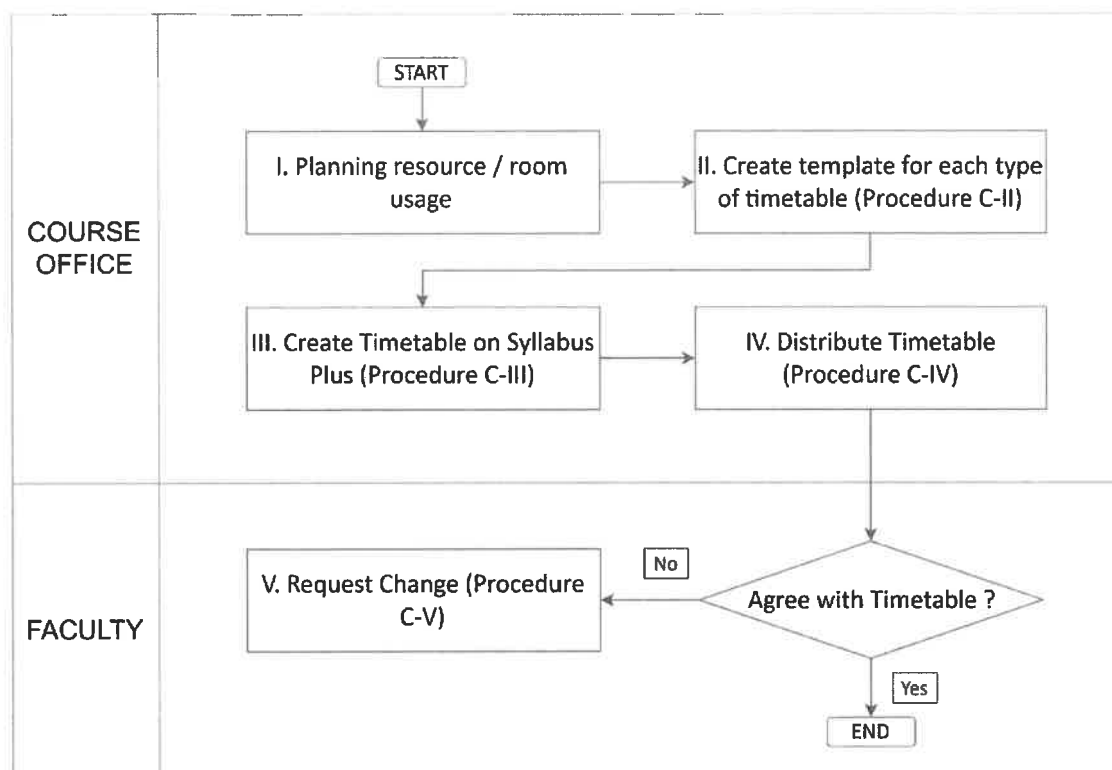 START
I. Planning resource / room
usage
II. Create template for each type
of timetable (Procedure C-II)
COURSE
OFFICE
III. Create Timetable on Syllabus
Plus (Procedure C-III)
IV. Distribute Timetable
(Procedure C-IV)
V. Request Change (Procedure
C-V)
No
Agree with Timetable ?
FACULTY
Yes
END